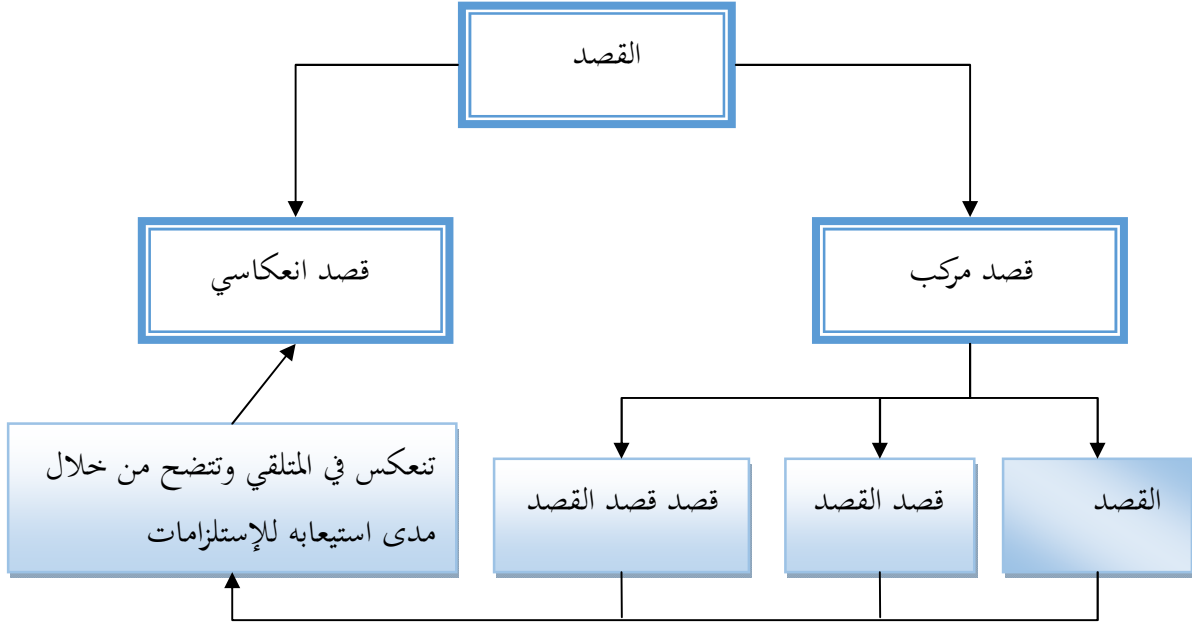 القصد
قصد مركب
قصد انعكاسي
القصد
قصد القصد
قصد قصد القصد
تنعكس في المتلقي وتتضح من خلال
مدى استيعابه للإستلزامات